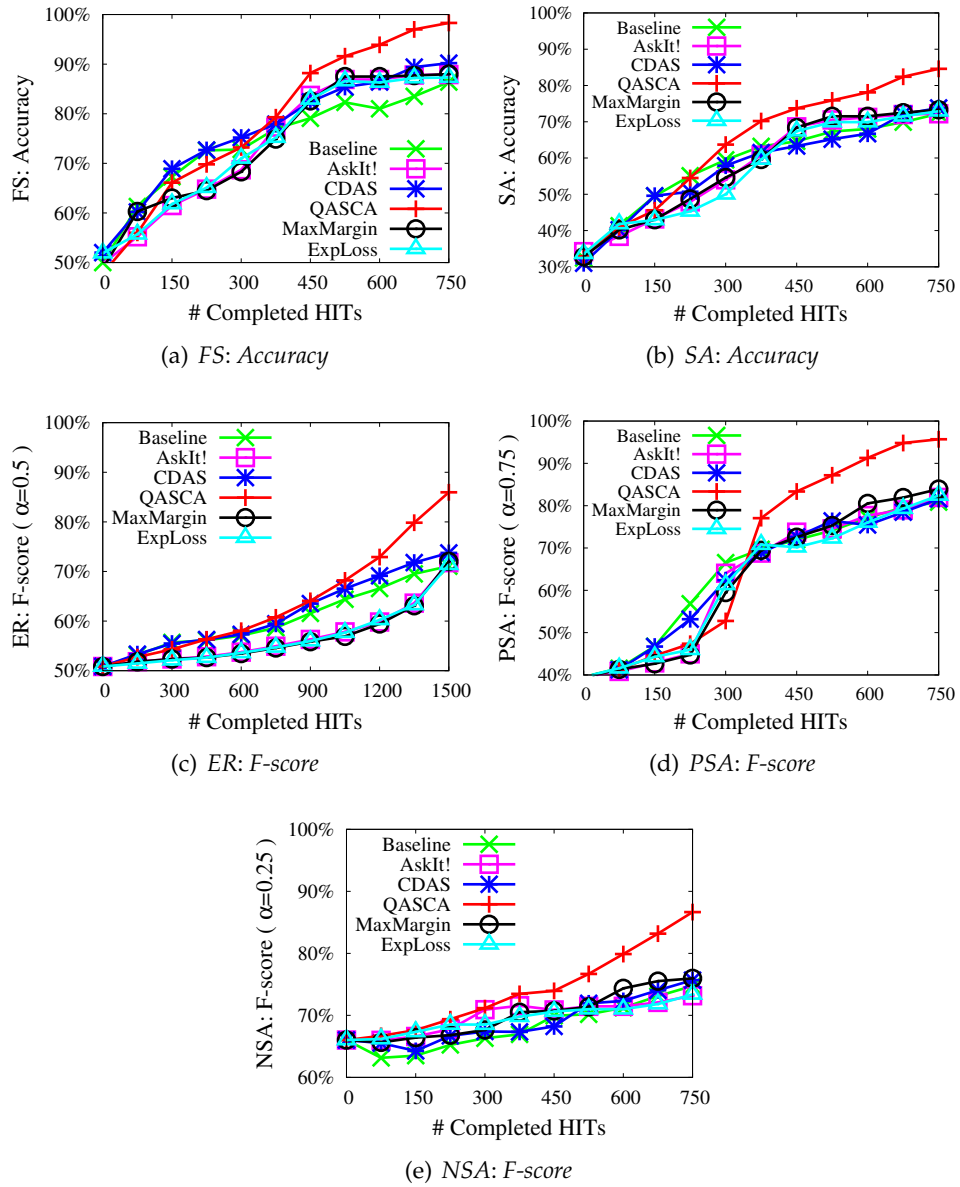 100%
90%
80%
70%
60%
50%
FS: Accuracy
Baseline
AskIt!
CDAS
QASCA
MaxMargin
ExpLoss
0 150 300 450 600 750
# Completed HITs
(a) FS: Accuracy
100%
90%
80%
70%
60%
50%
40%
30%
SA: Accuracy
Baseline
AskIt!
CDAS
QASCA
MaxMargin
ExpLoss
0 150 300 450 600 750
# Completed HITs
(b) SA: Accuracy
100%
90%
80%
70%
60%
50%
ER: F-score ( α=0.5 )
Baseline
AskIt!
CDAS
QASCA
MaxMargin
ExpLoss
0 300 600 900 1200 1500
# Completed HITs
(c) ER: F-score
100%
90%
80%
70%
60%
50%
40%
PSA: F-score ( α=0.75 )
Baseline
AskIt!
CDAS
QASCA
MaxMargin
ExpLoss
0 150 300 450 600 750
# Completed HITs
(d) PSA: F-score
100%
90%
80%
70%
60%
NSA: F-score ( α=0.25 )
Baseline
AskIt!
CDAS
QASCA
MaxMargin
ExpLoss
0 150 300 450 600 750
# Completed HITs
(e) NSA: F-score